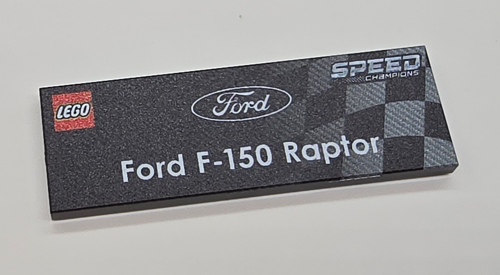 LEGO
SPEED
CHAMPIONS
Ford
Ford F-150 Raptor